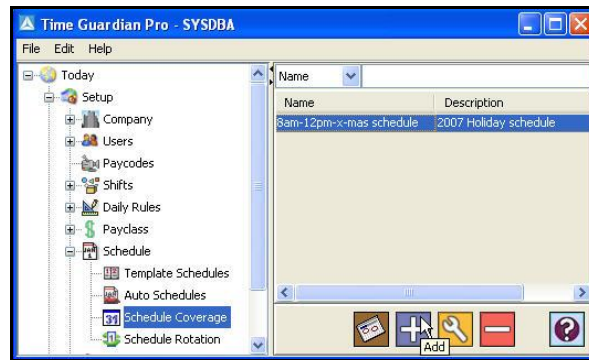 Time Guardian Pro - SYSDBA
File Edit Help
Today
Setup
Company
Users
Paycodes
Shifts
Daily Rules
Payclass
Schedule
Template Schedules
Auto Schedules
31 Schedule Coverage
Schedule Rotation
Name
Name Description
8am-12pm-x-mas schedule 2007 Holiday schedule
Add